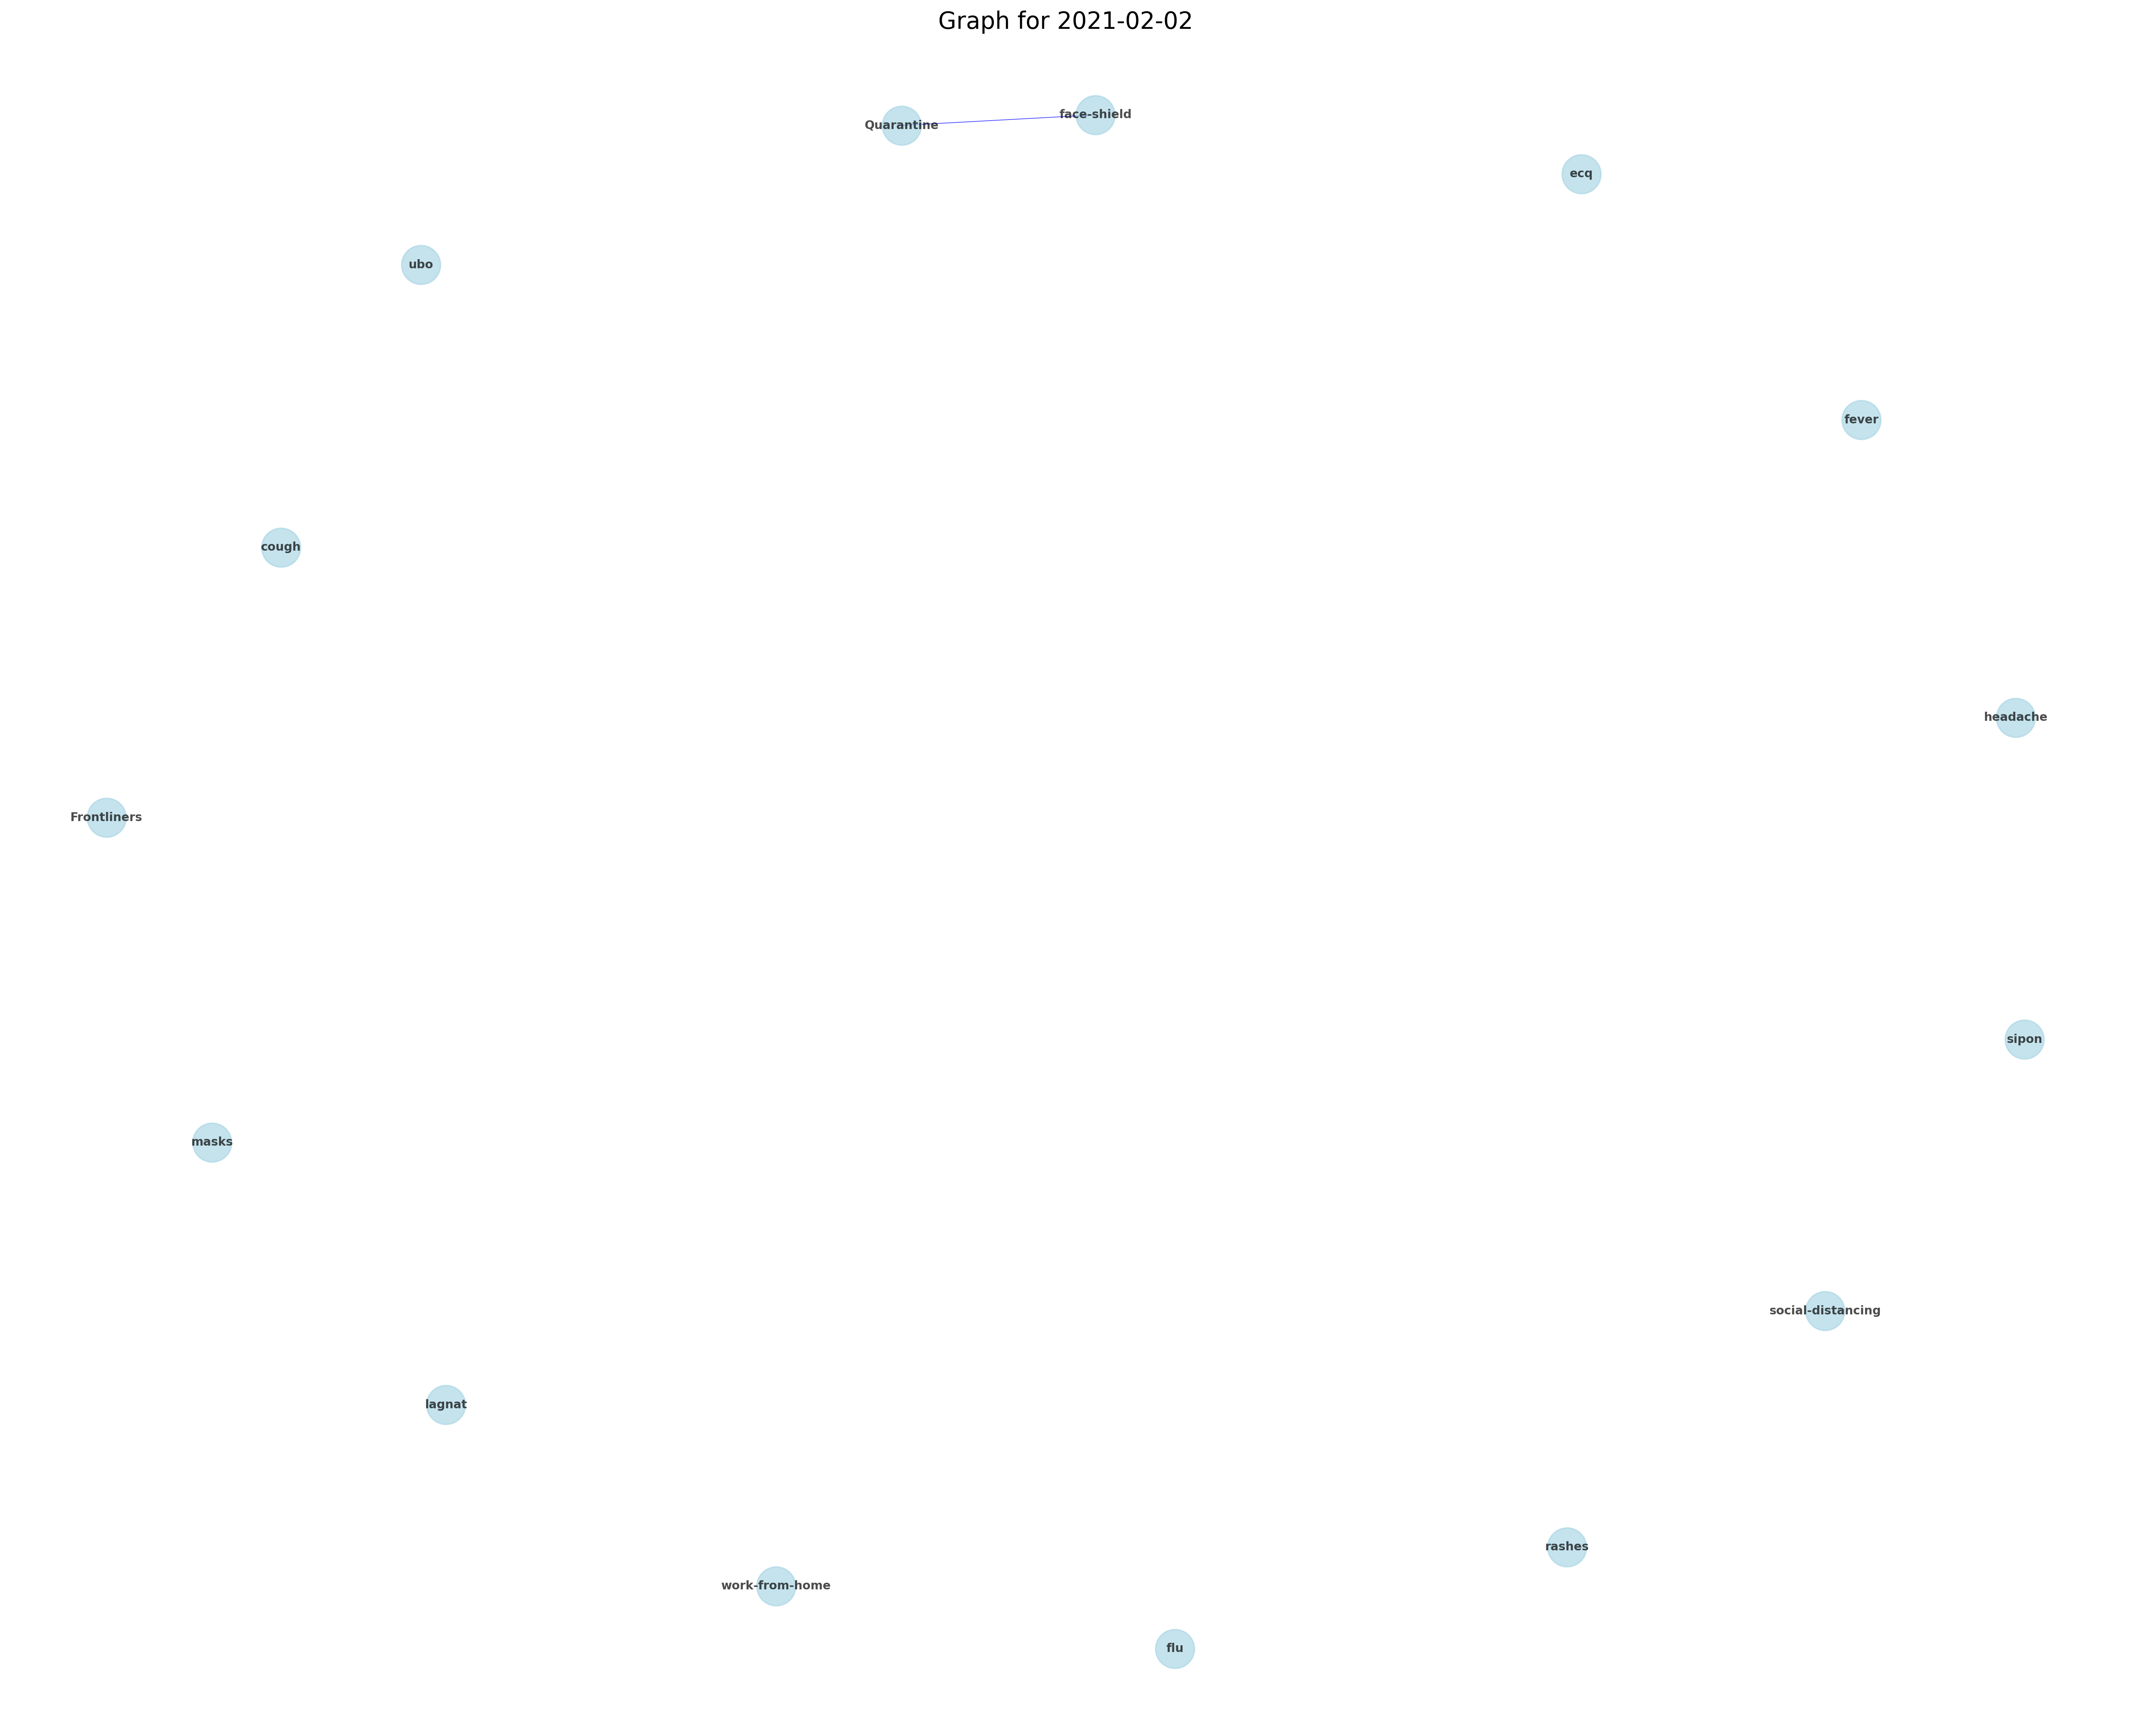 Graph for 2021-02-02
face-shield
Quarantine
ecq
ubo
fever
cough
headache
Frontliners
sipon
masks
social-distancing
lagnat
rashes
work-from-home
flu